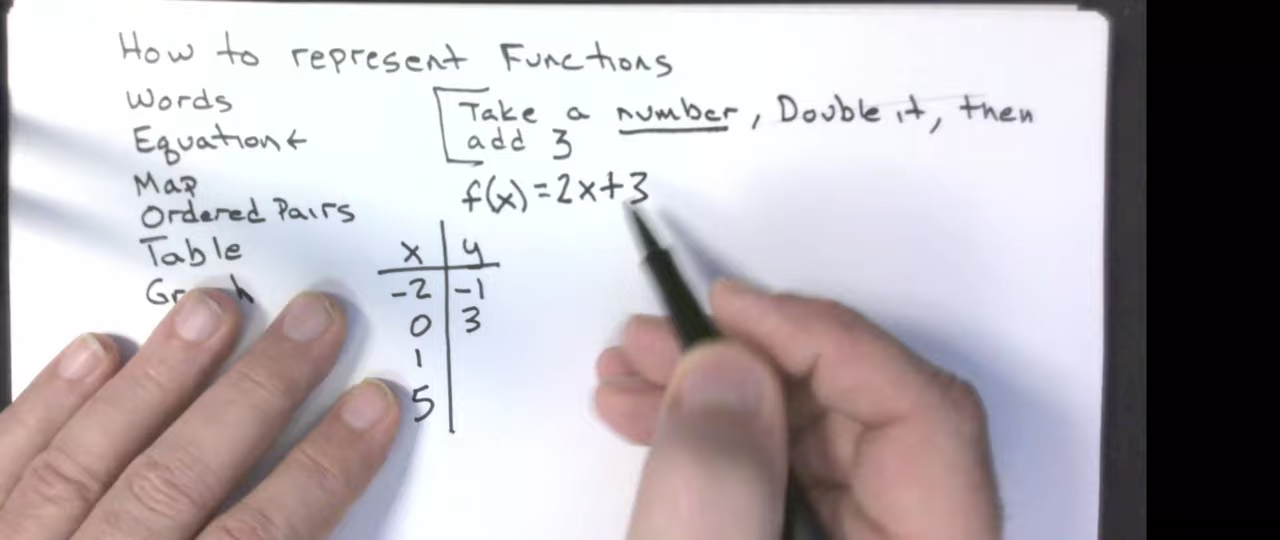 How to represent Functions
Words
Take a number, Double it, then
add 3
Equation←
f(x)=2x+3
Map
Ordered Pairs
Table
x y
-2 -1
0 3
1
5